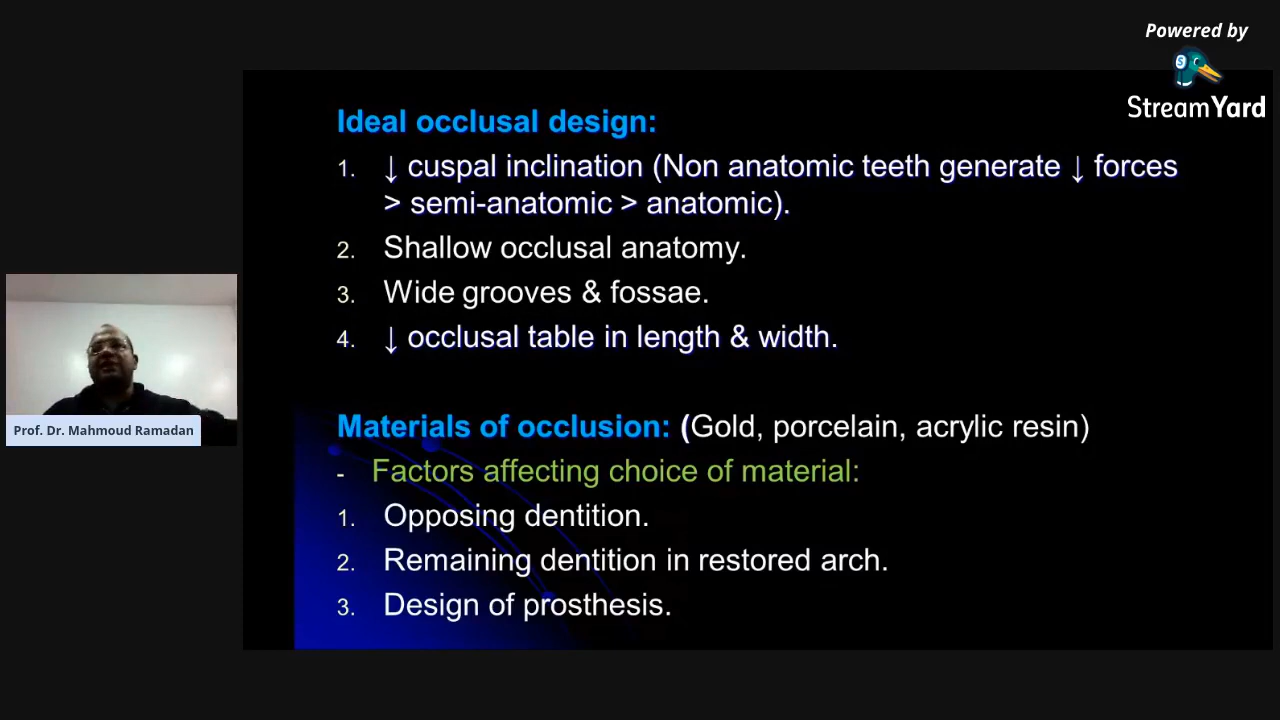 Powered by
StreamYard
Ideal occlusal design:
1. ↓ cuspal inclination (Non anatomic teeth generate ↓ forces
> semi-anatomic > anatomic).
2. Shallow occlusal anatomy.
3. Wide grooves & fossae.
4. ↓ occlusal table in length & width.
Materials of occlusion: (Gold, porcelain, acrylic resin)
- Factors affecting choice of material:
1. Opposing dentition.
2. Remaining dentition in restored arch.
3. Design of prosthesis.
Prof. Dr. Mahmoud Ramadan